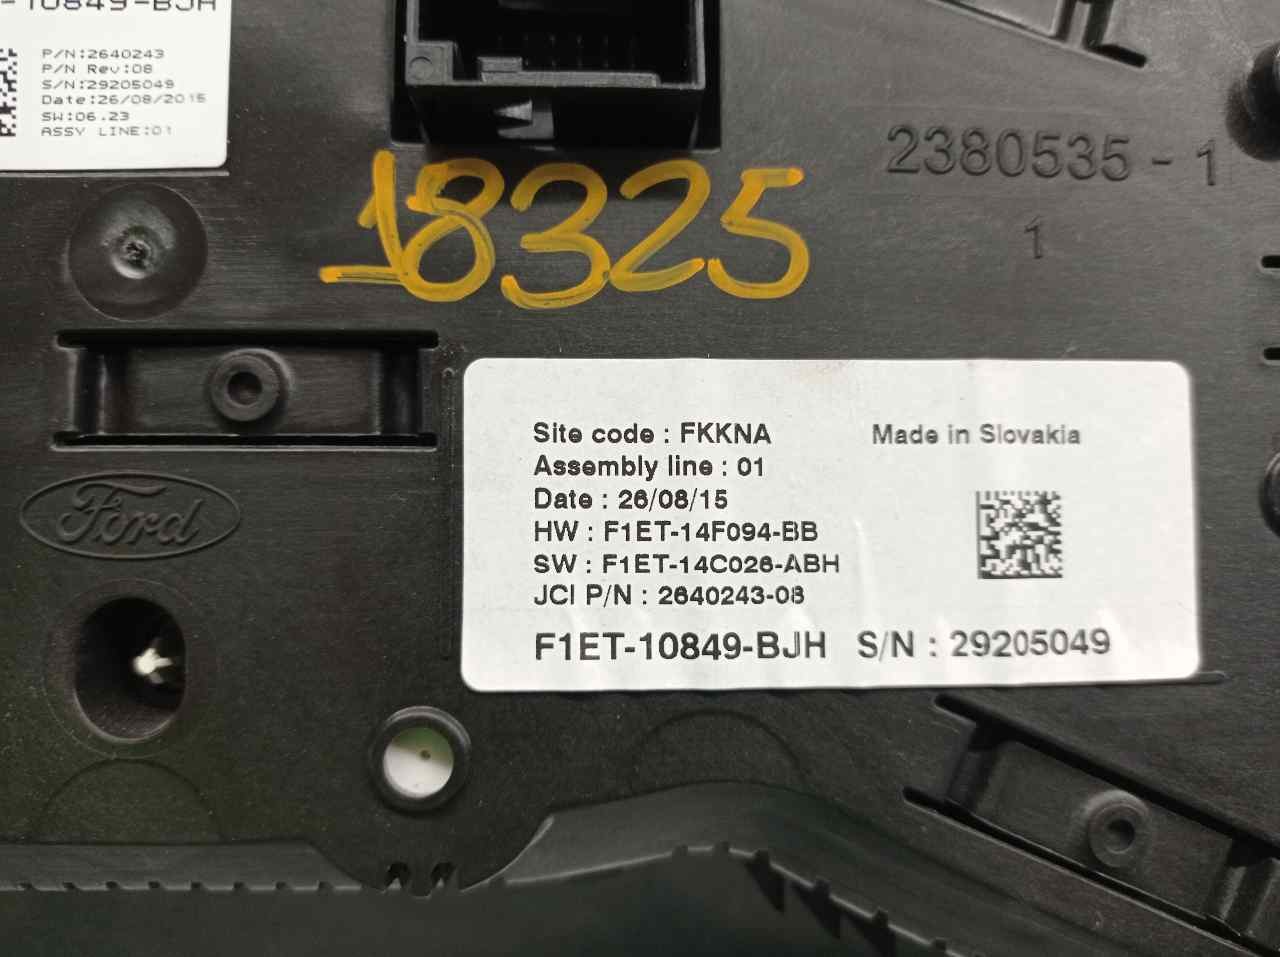 -10849-BJH
P/N:2640243
P/N Rev:08
S/N:29205049
Date:26/08/2015
SW:06.23
ASSY LINE:01
18325
2380535-1
1
Ford
Site code : FKKNA
Made in Slovakia
Assembly line : 01
Date : 26/08/15
HW : F1ET-14F094-BB
SW : F1ET-14C026-ABH
JCI P/N : 2640243-08
F1ET-10849-BJH S/N : 29205049